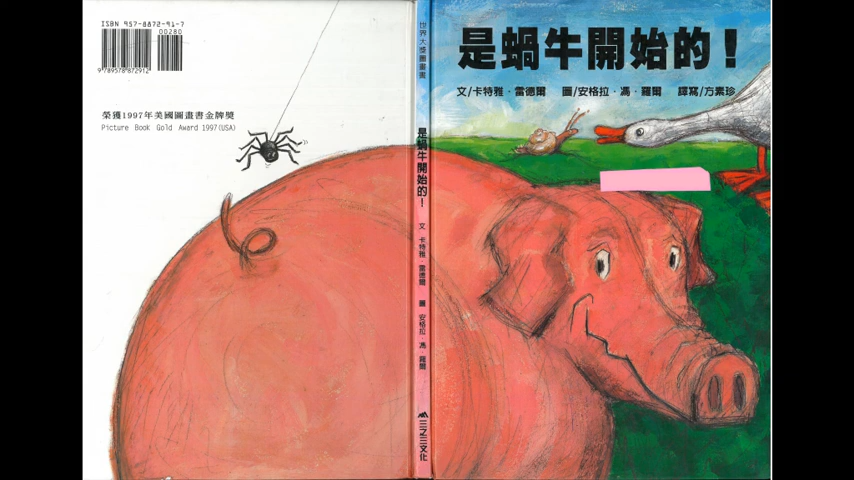 ISBN 957-8872-91-7
00280
9789578872912
榮獲1997年美國圖畫書金牌獎
Picture Book Gold Award 1997(USA)
世界大獎圖畫書
是蝸牛開始的！
文 卡特雅·雷德爾
圖 安格拉·馮·羅爾
三之三文化
是蝸牛開始的！
文/卡特雅·雷德爾 圖/安格拉·馮·羅爾 譯寫/方素珍